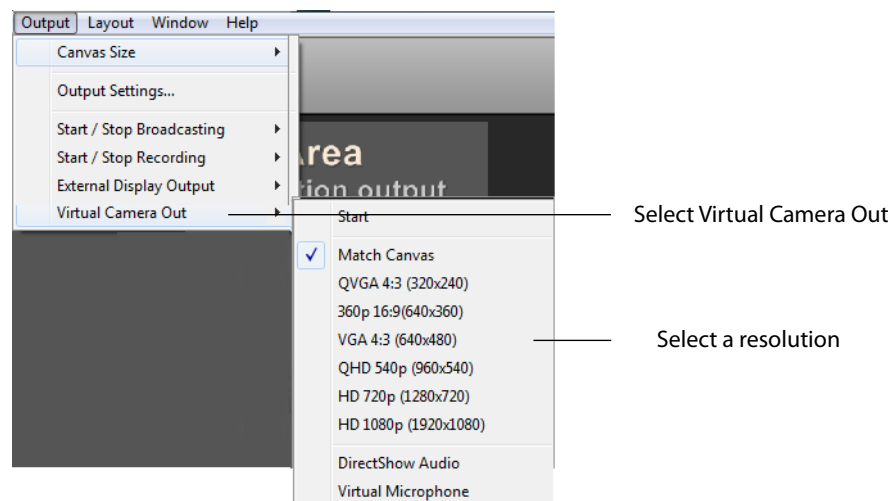 Output Layout Window Help
Canvas Size
Output Settings...
Start / Stop Broadcasting
Start / Stop Recording
External Display Output
Virtual Camera Out
Area
tion output
Start
Match Canvas
QVGA 4:3 (320x240)
360p 16:9(640x360)
VGA 4:3 (640x480)
QHD 540p (960x540)
HD 720p (1280x720)
HD 1080p (1920x1080)
DirectShow Audio
Virtual Microphone
Select Virtual Camera Out
Select a resolution